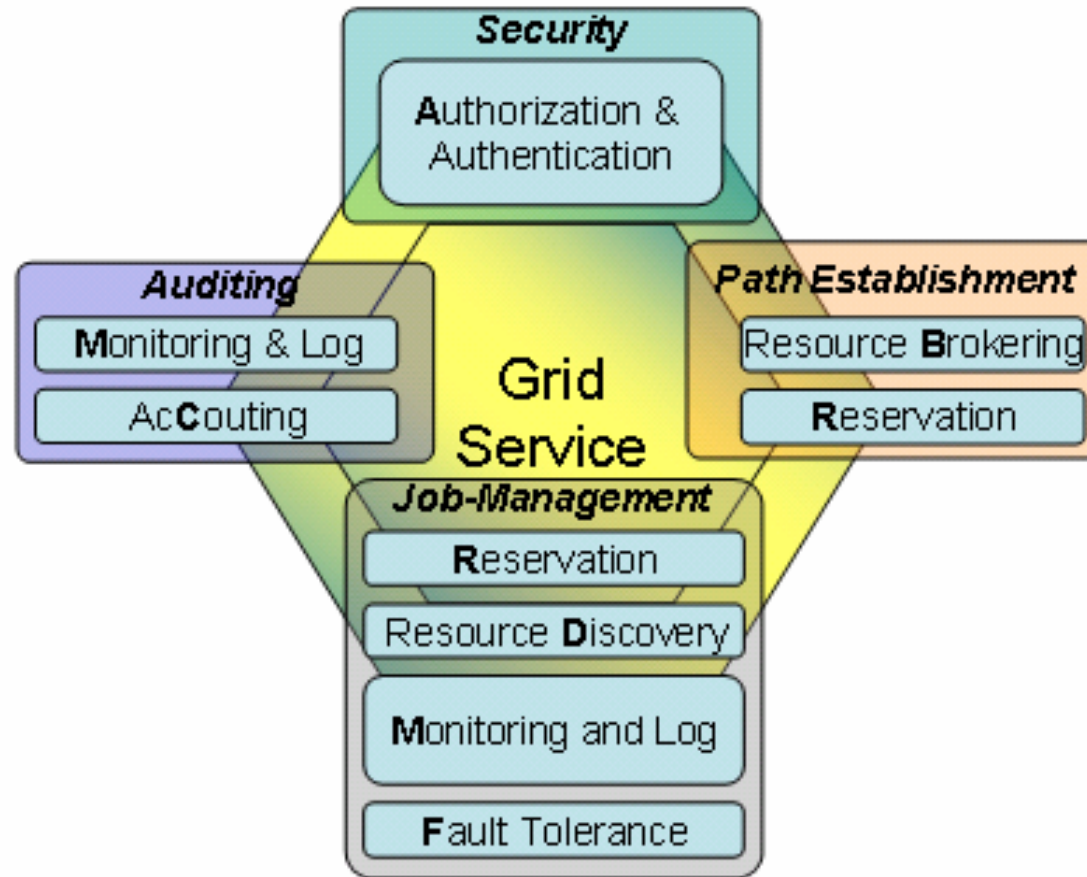 Security
Authorization &
Authentication
Auditing
Monitoring & Log
AcCouting
Path Establishment
Resource Brokering
Reservation
Grid
Service
Job-Management
Reservation
Resource Discovery
Monitoring and Log
Fault Tolerance